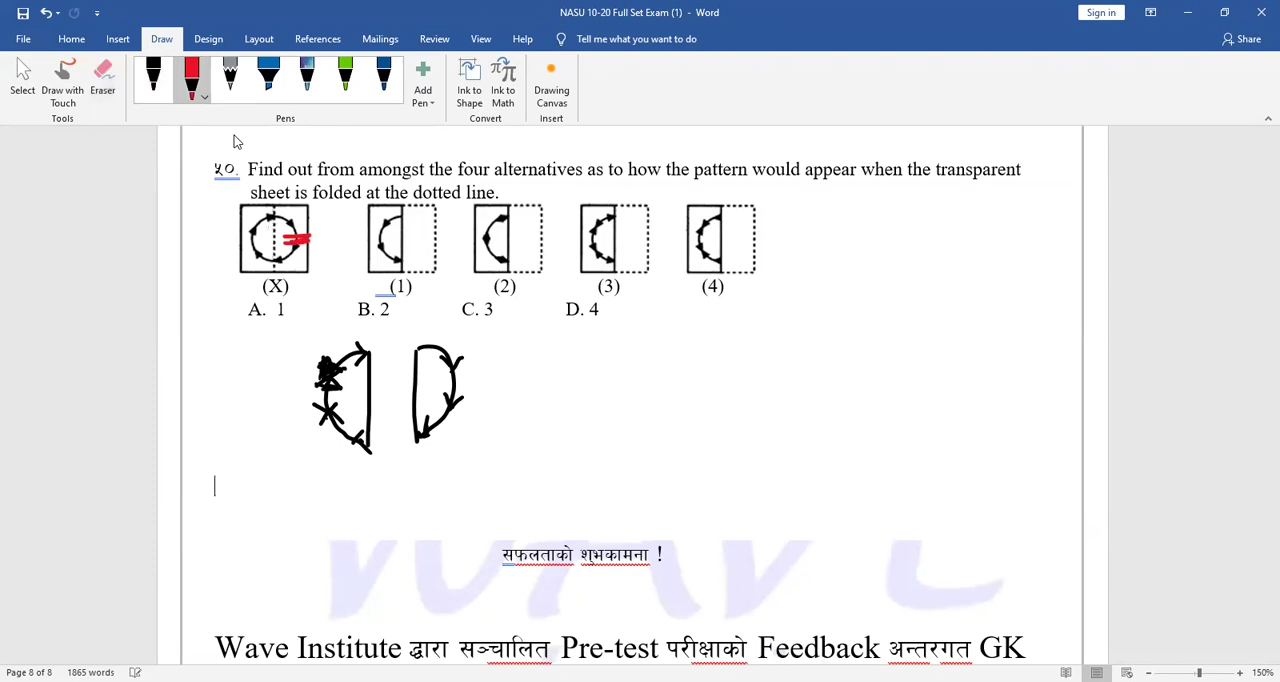 NASU 10-20 Full Set Exam (1) - Word
Sign in
File Home Insert Draw Design Layout References Mailings Review View Help Tell me what you want to do
Share
Select
Draw with Touch
Eraser
Add Pen
Ink to Shape
Ink to Math
Drawing Canvas
Tools
Pens
Convert
Insert
५०. Find out from amongst the four alternatives as to how the pattern would appear when the transparent
sheet is folded at the dotted line.
(X) (1) (2) (3) (4)
A. 1 B. 2 C. 3 D. 4
सफलताको शुभकामना !
WAVE
Wave Institute द्वारा सञ्चालित Pre-test परीक्षाको Feedback अन्तरगत GK
Page 8 of 8 1865 words
150%